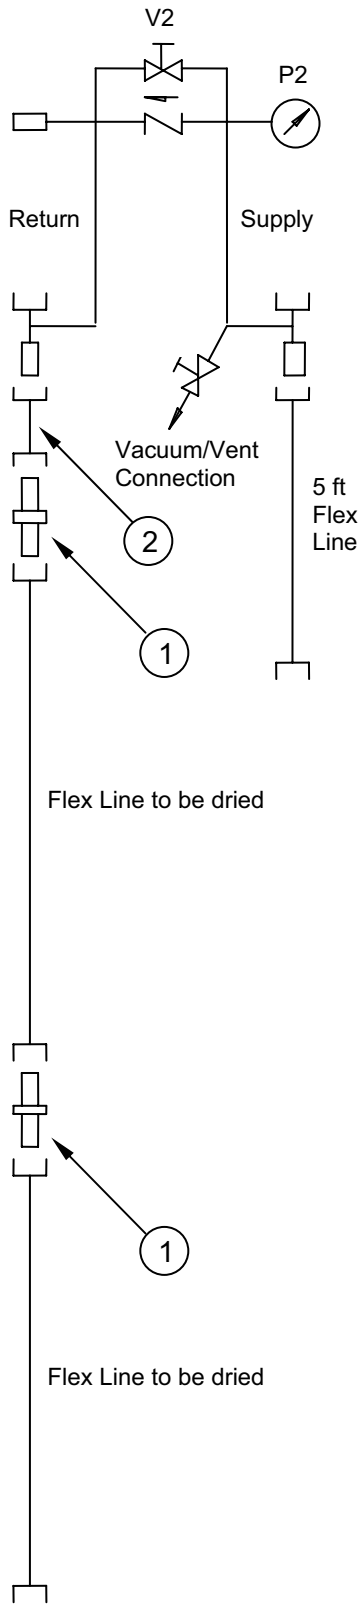 V2
P2
Return
Supply
Vacuum/Vent
Connection
5 ft
Flex
Line
2
1
Flex Line to be dried
1
Flex Line to be dried